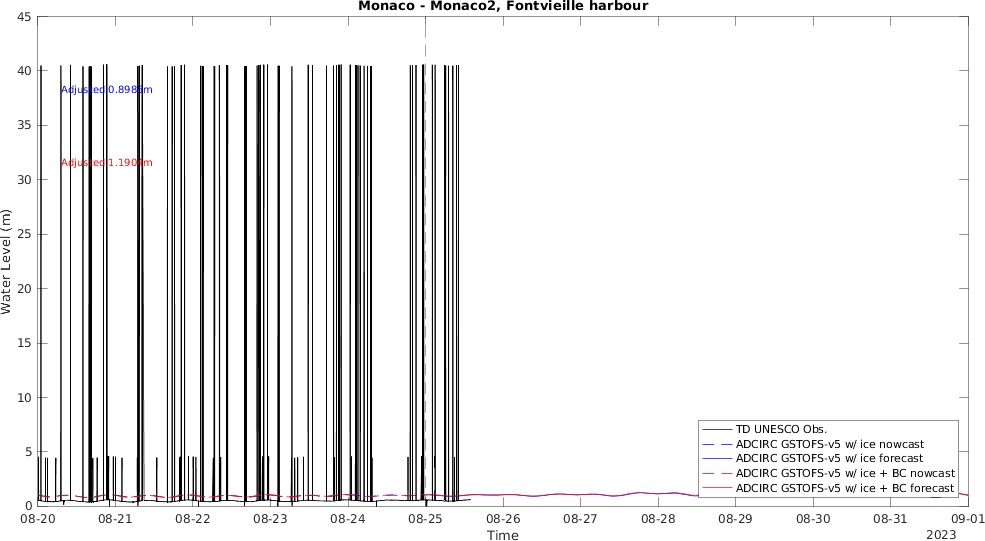 Monaco - Monaco2, Fontvieille harbour
45
40
35
30
25
20
15
10
5
0
Water Level (m)
Adjusted 0.898 m
Adjusted 1.190 m
TD UNESCO Obs.
ADCIRC GSTOFS-v5 w/ ice nowcast
ADCIRC GSTOFS-v5 w/ ice forecast
ADCIRC GSTOFS-v5 w/ ice + BC nowcast
ADCIRC GSTOFS-v5 w/ ice + BC forecast
08-20 08-21 08-22 08-23 08-24 08-25 08-26 08-27 08-28 08-29 08-30 08-31 09-01
Time
2023